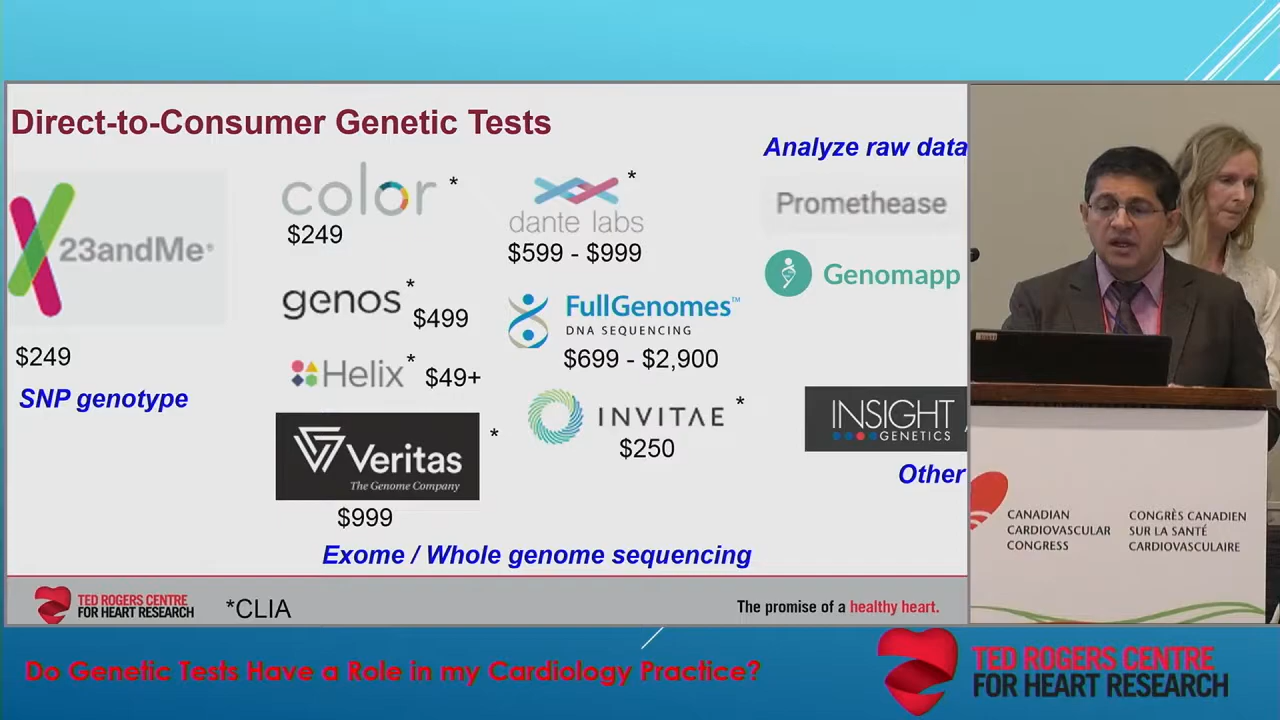 Direct-to-Consumer Genetic Tests
23andMe®
$249
SNP genotype
color *
$249
genos *
$499
Helix * $49+
Veritas *
The Genome Company
$999
dante labs *
$599 - $999
FullGenomes™
DNA SEQUENCING
$699 - $2,900
INVITAE *
$250
Exome / Whole genome sequencing
Analyze raw data
Promethease
Genomapp
INSIGHT
GENETICS
Other
TED ROGERS CENTRE
FOR HEART RESEARCH
*CLIA
The promise of a healthy heart.
CANADIAN
CARDIOVASCULAR
CONGRESS
CONGRÈS CANADIEN
SUR LA SANTÉ
CARDIOVASCULAIRE
Do Genetic Tests Have a Role in my Cardiology Practice?
TED ROGERS CENTRE
FOR HEART RESEARCH